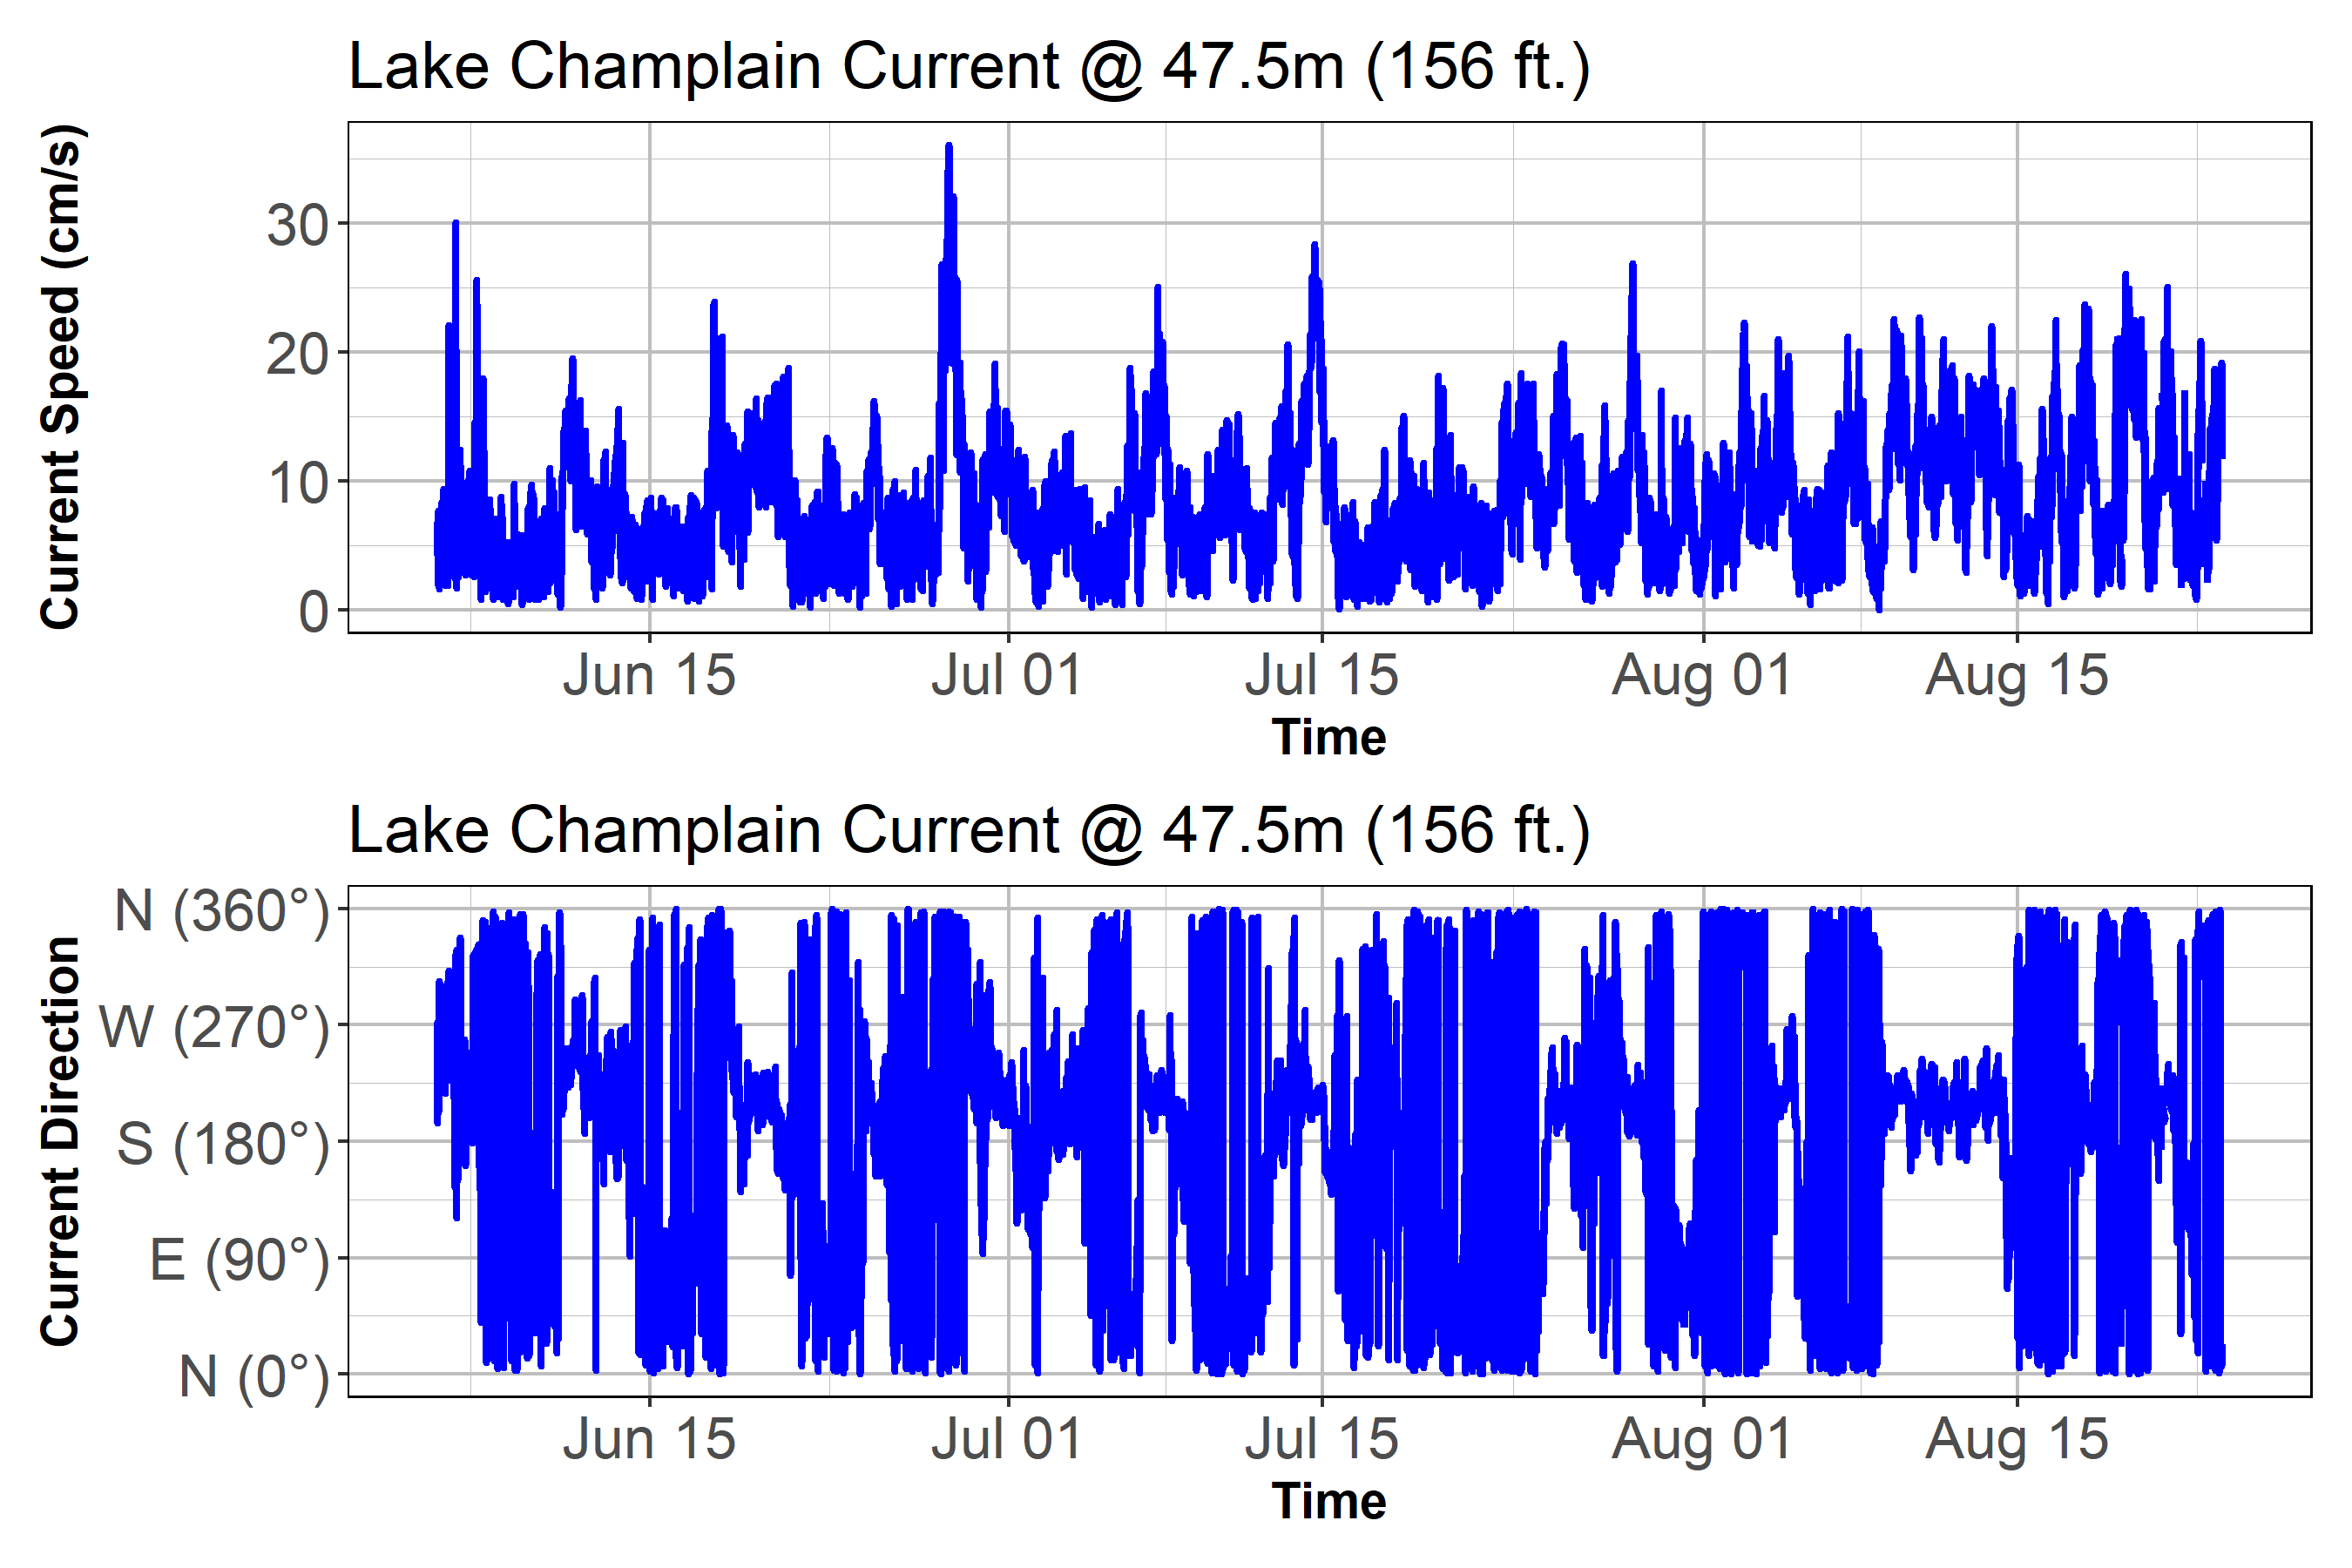 Lake Champlain Current @ 47.5m (156 ft.)
Current Speed (cm/s)
30
20
10
0
Jun 15 Jul 01 Jul 15 Aug 01 Aug 15
Time
Lake Champlain Current @ 47.5m (156 ft.)
Current Direction
N (360°)
W (270°)
S (180°)
E (90°)
N (0°)
Jun 15 Jul 01 Jul 15 Aug 01 Aug 15
Time